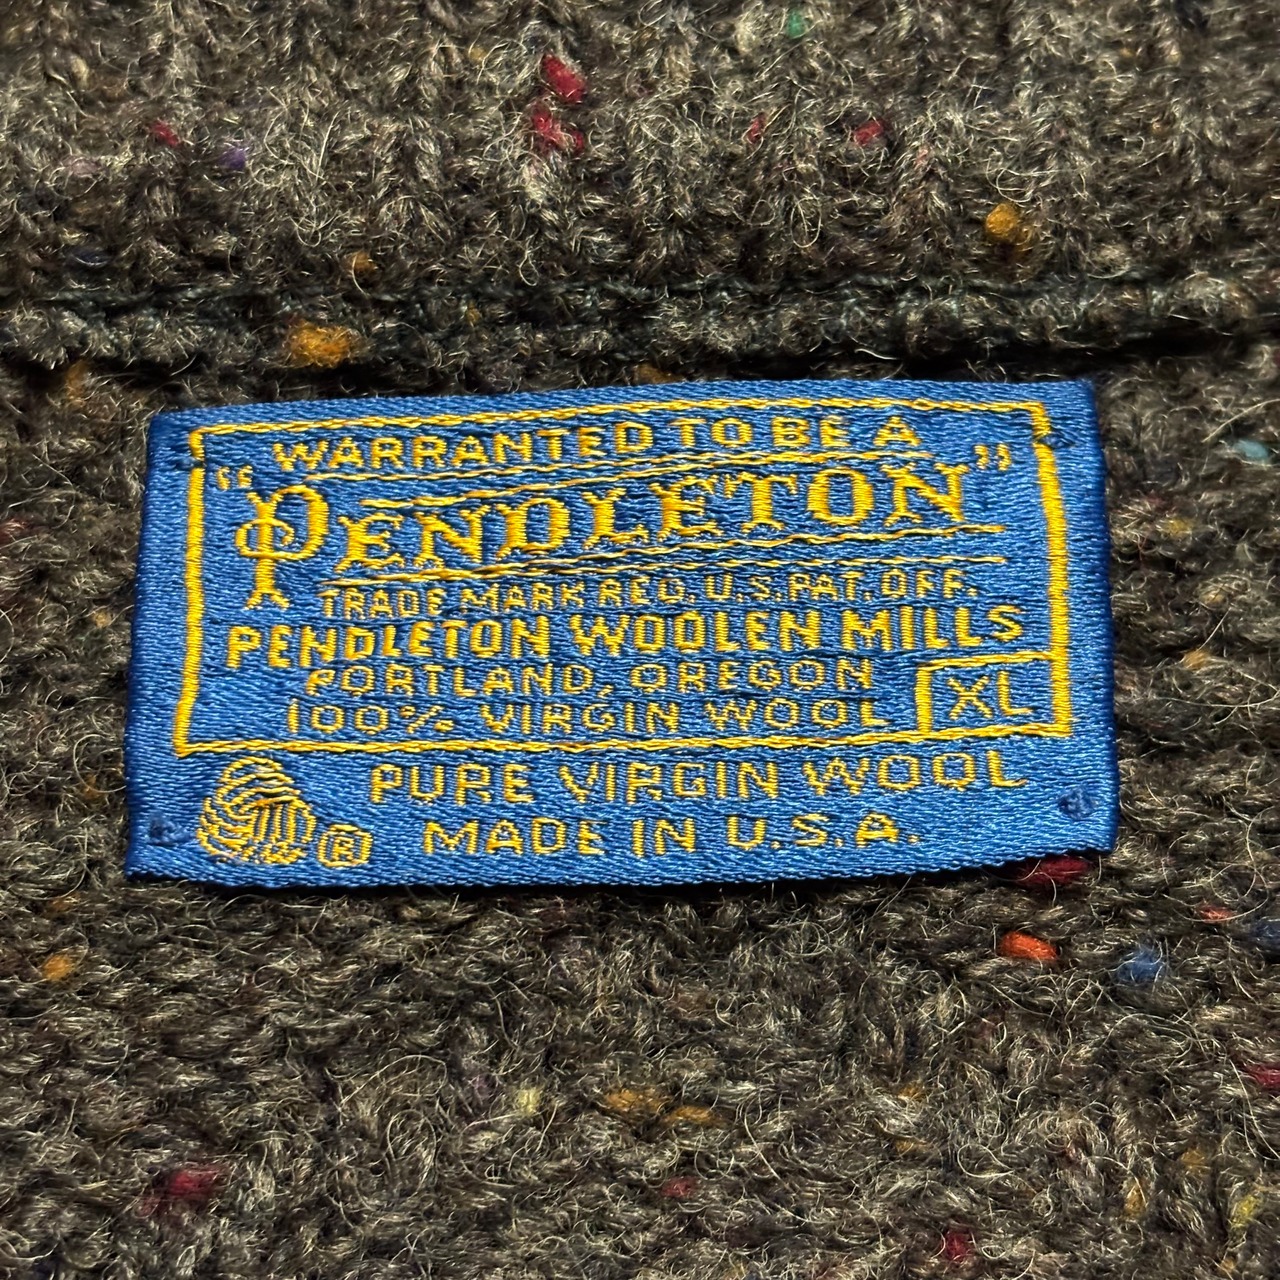 WARRANTED TO BE A
"PENDLETON"
TRADE MARK REG. U.S. PAT. OFF.
PENDLETON WOOLEN MILLS
PORTLAND, OREGON
100% VIRGIN WOOL
XL
PURE VIRGIN WOOL
® MADE IN U.S.A.